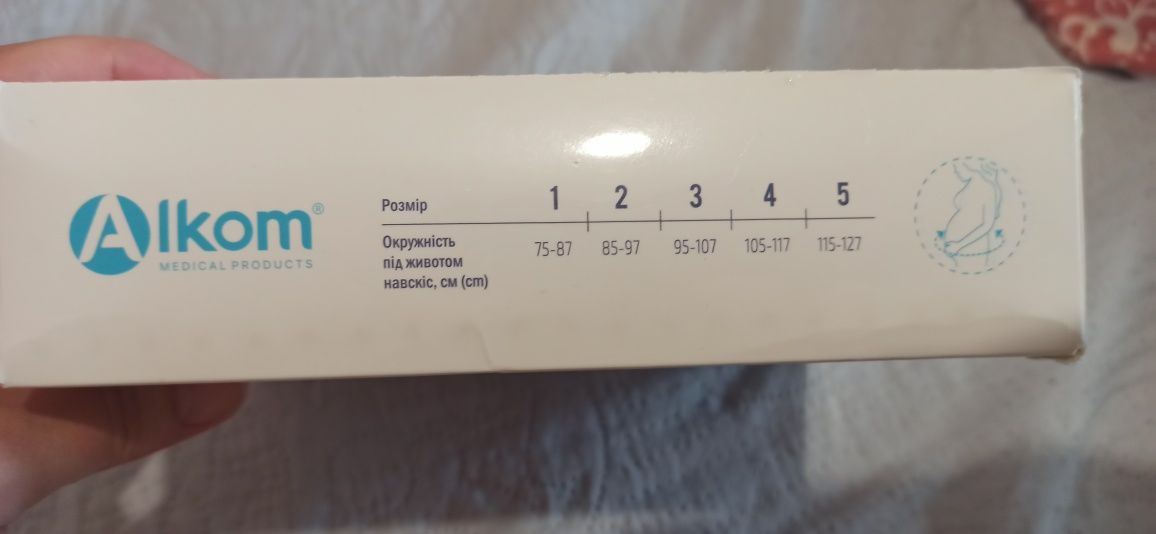 Alkom®
MEDICAL PRODUCTS
Розмір 1 2 3 4 5
Окружність
під животом
навскіс, см (cm) 75-87 85-97 95-107 105-117 115-127